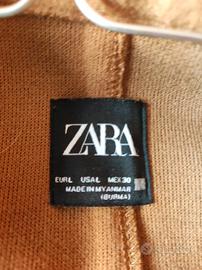 ZARA
EUR L USA L MEX 30
MADE IN MYANMAR
(BURMA)